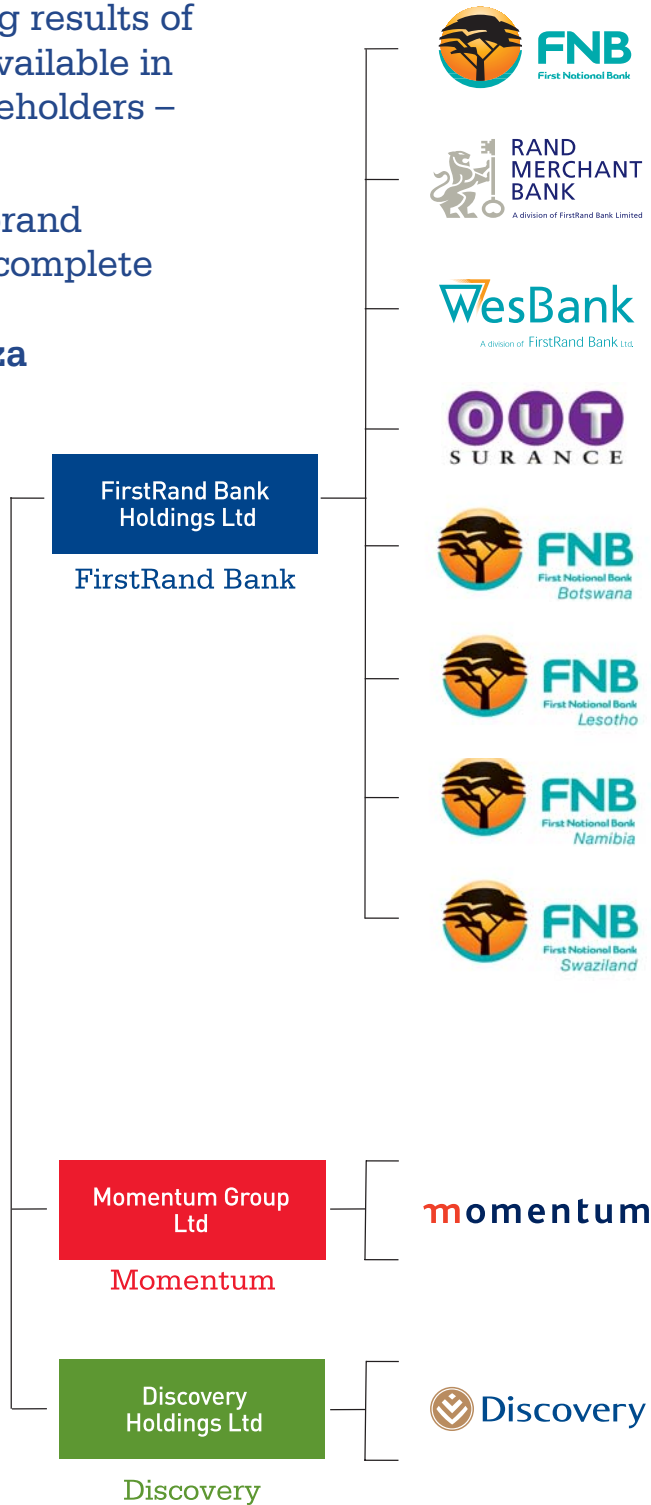 g results of
vailable in
eholders –
rand
complete
za
FNB
First National Bank
RAND
MERCHANT
BANK
A division of FirstRand Bank Limited
WesBank
A division of FirstRand Bank Ltd.
OUT
SURANCE
FirstRand Bank
Holdings Ltd
FirstRand Bank
FNB
First National Bank
Botswana
FNB
First National Bank
Lesotho
FNB
First National Bank
Namibia
FNB
First National Bank
Swaziland
Momentum Group
Ltd
Momentum
momentum
Discovery
Holdings Ltd
Discovery
Discovery